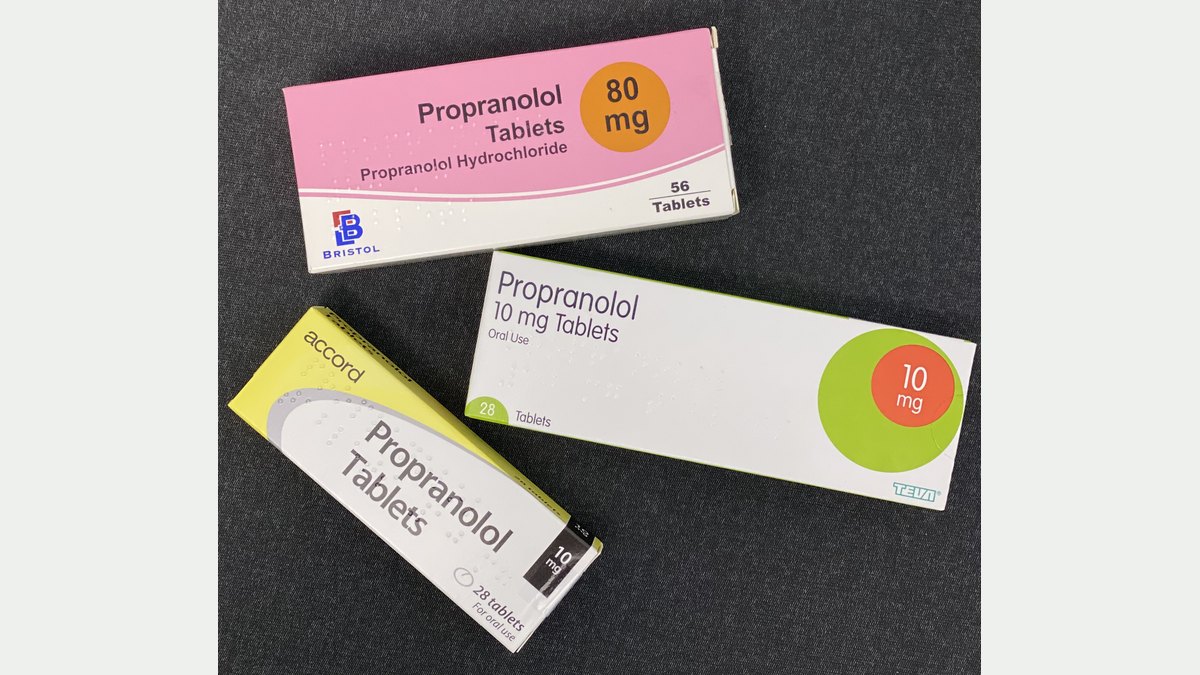 Propranolol
Tablets
Propranolol Hydrochloride
80
mg
56
Tablets
BRISTOL
Propranolol
10 mg Tablets
Oral Use
10
mg
28 Tablets
TEVA
accord
Propranolol
Tablets
10
mg
28 tablets
For oral use